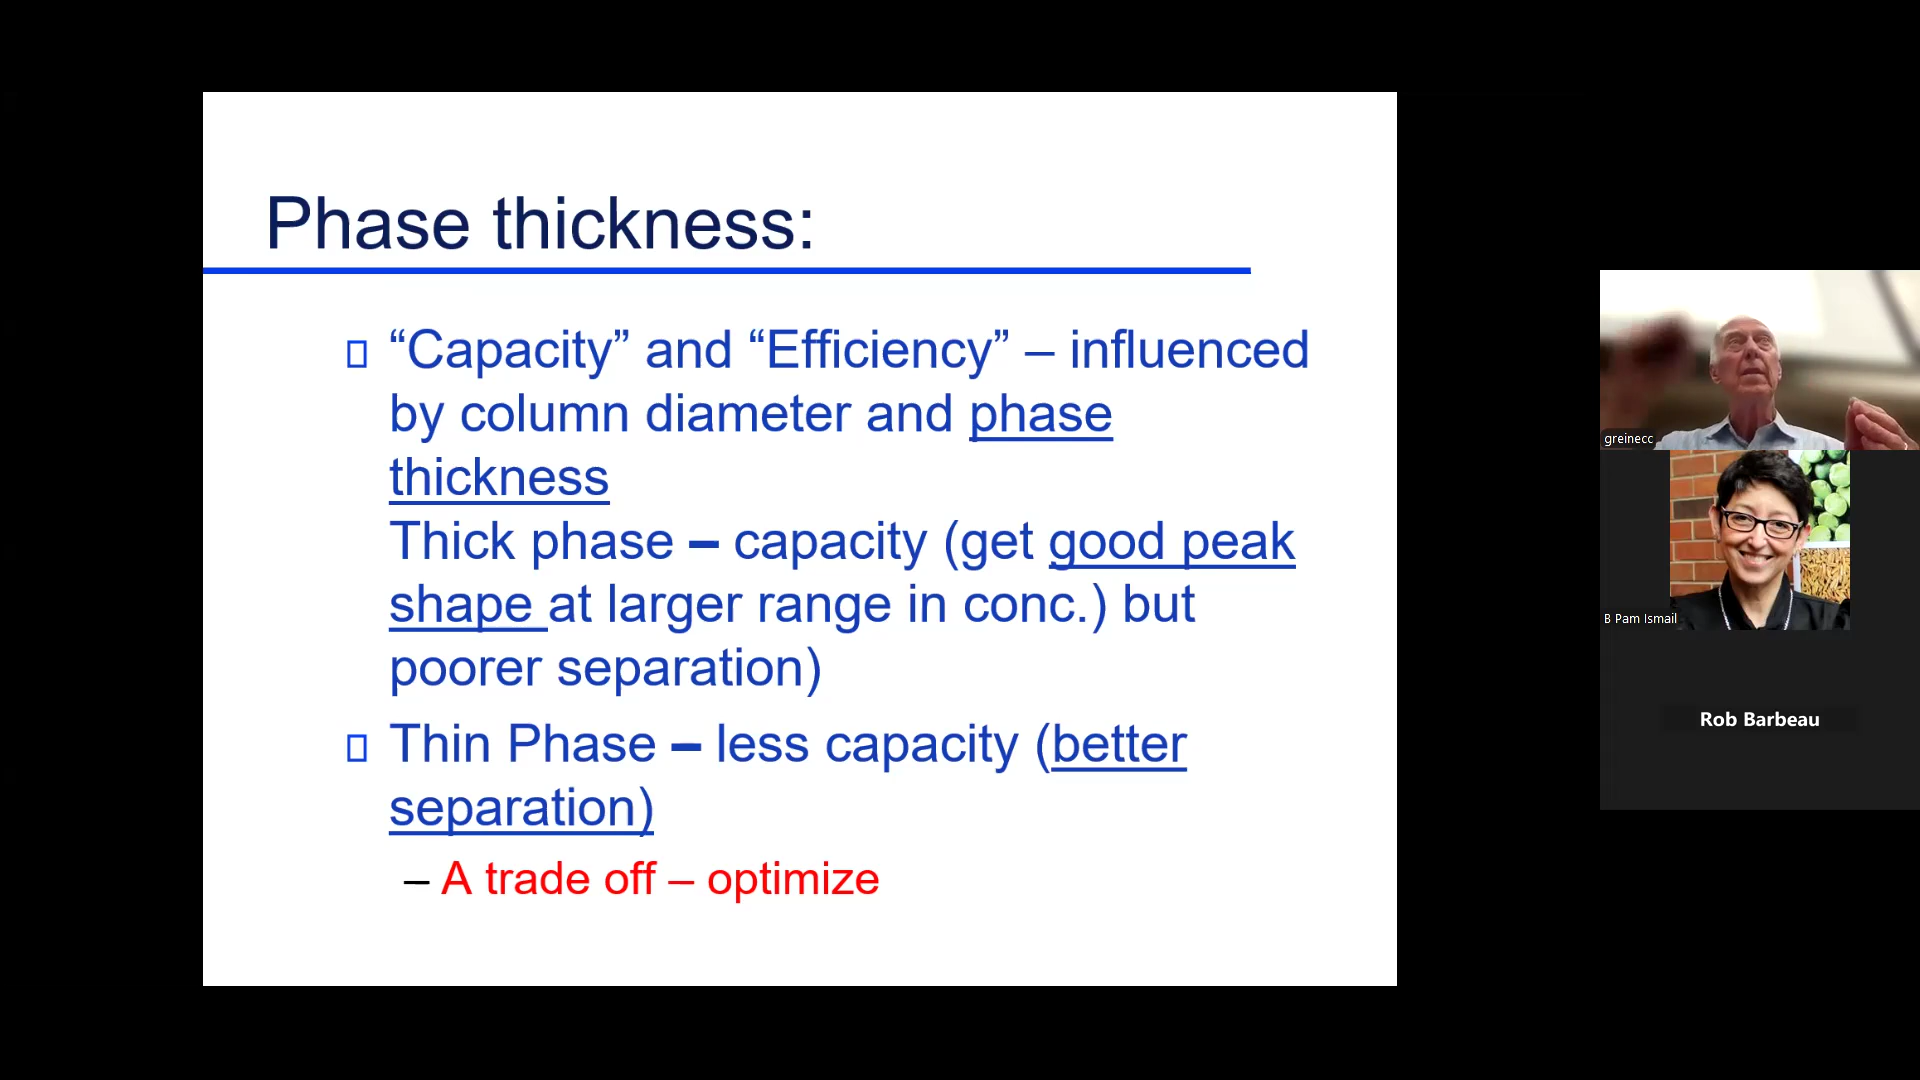 Phase thickness:
“Capacity” and “Efficiency” – influenced
by column diameter and phase
thickness
Thick phase – capacity (get good peak
shape at larger range in conc.) but
poorer separation)
Thin Phase – less capacity (better
separation)
– A trade off – optimize
greinecc
B Pam Ismail
Rob Barbeau